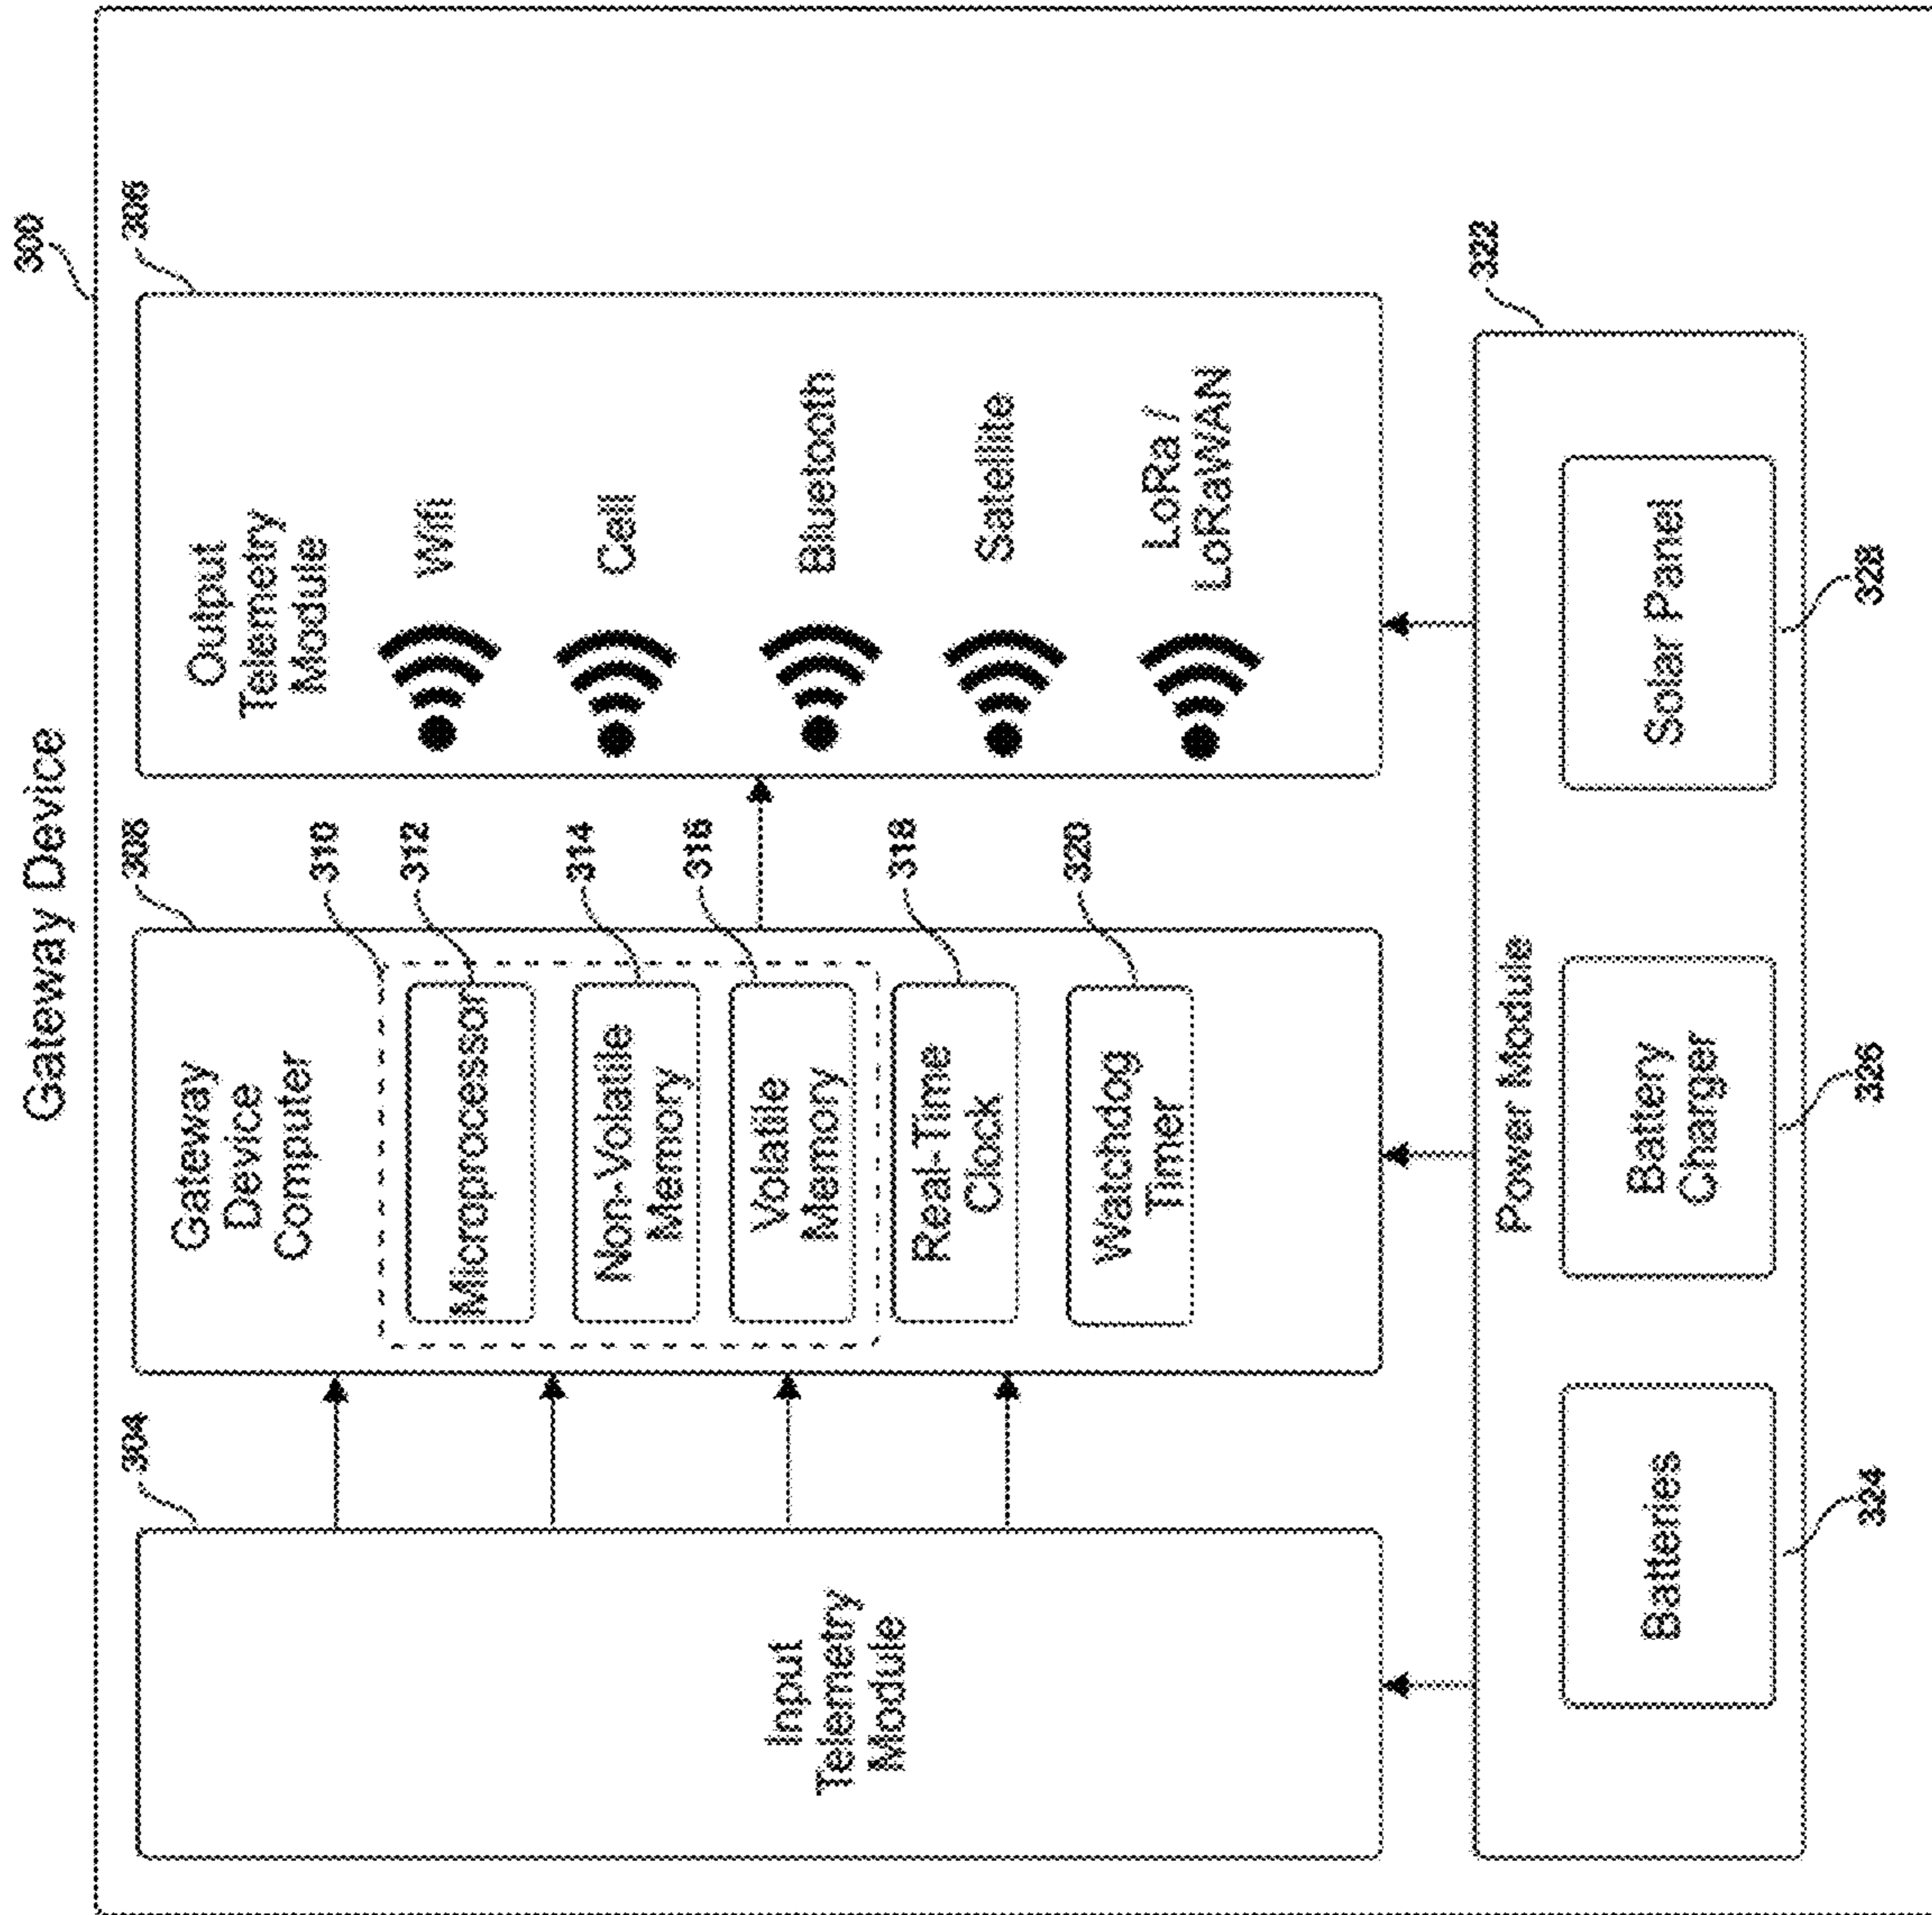 Gateway Device
300
304
308
306
Input
Telemetry
Module
Gateway
Device
Computer
310
Microprocessor
312
Non-Volatile
Memory
314
Volatile
Memory
316
Real-Time
Clock
318
Watchdog
Timer
320
Output
Telemetry
Module
Wifi
Cell
Bluetooth
Satellite
LoRa /
LoRaWAN
322
Power Module
Batteries
Battery
Charger
Solar Panel
324
326
328